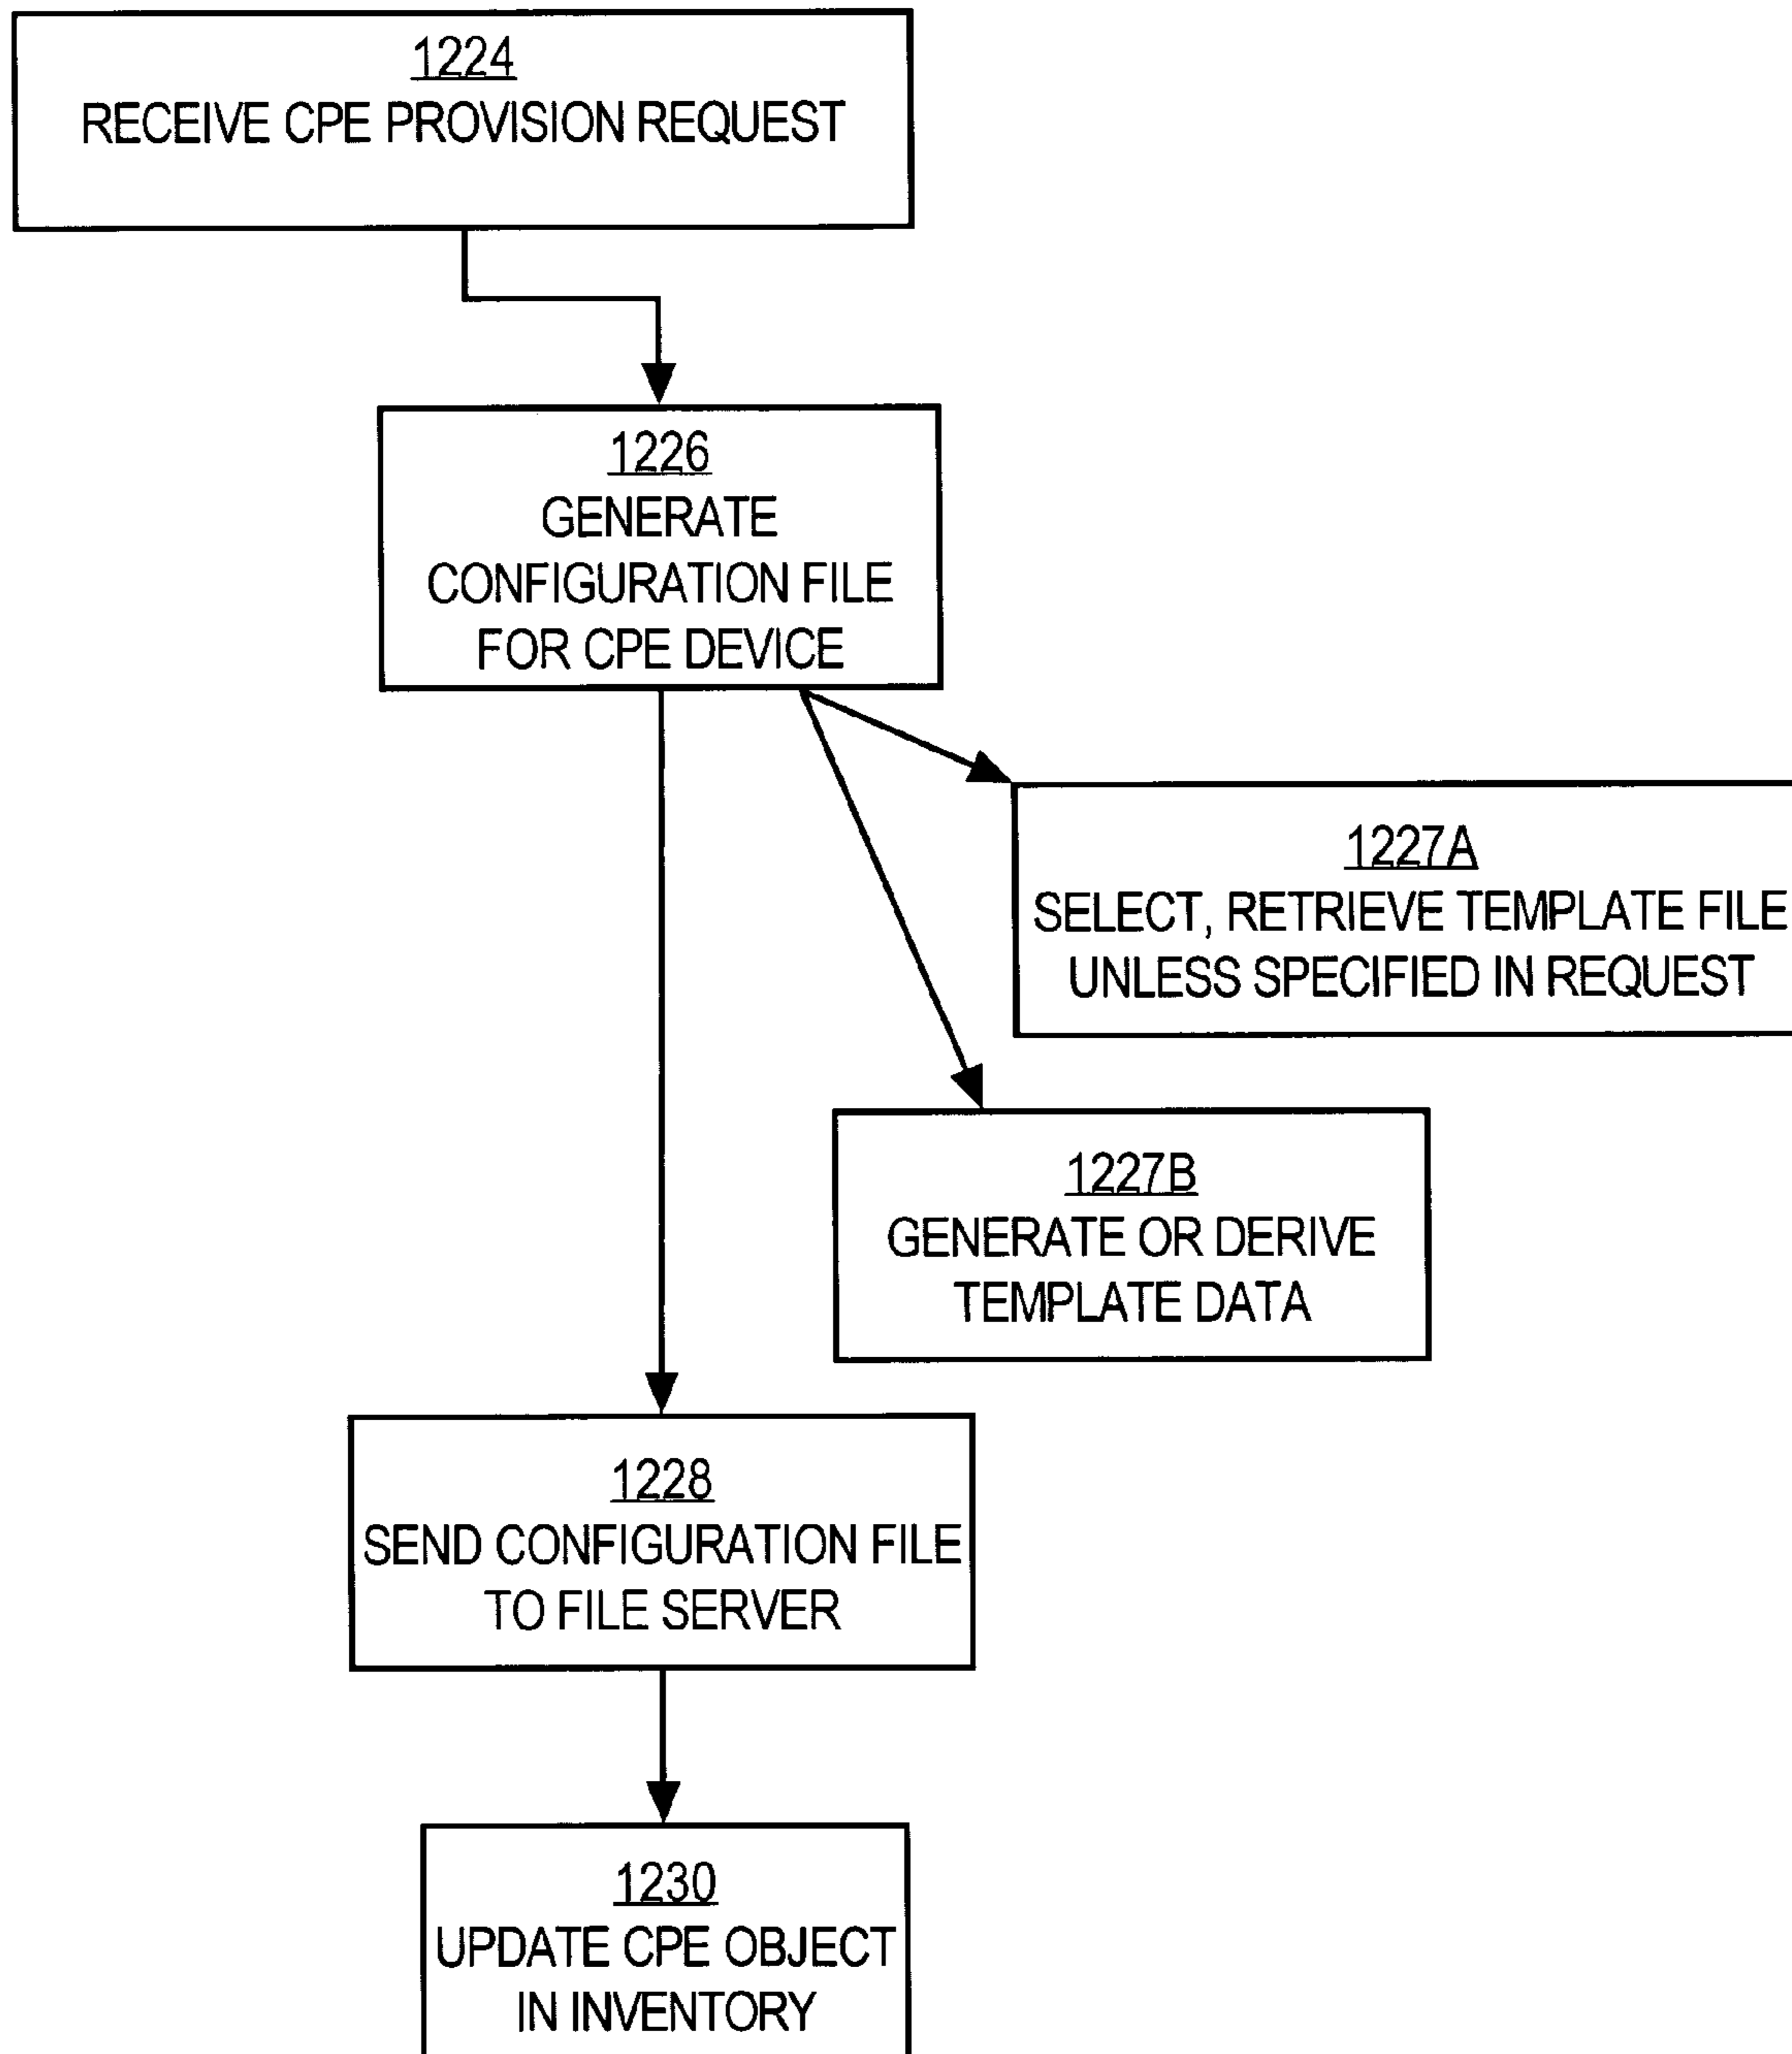 1224
RECEIVE CPE PROVISION REQUEST
1226
GENERATE
CONFIGURATION FILE
FOR CPE DEVICE
1227A
SELECT, RETRIEVE TEMPLATE FILE
UNLESS SPECIFIED IN REQUEST
1227B
GENERATE OR DERIVE
TEMPLATE DATA
1228
SEND CONFIGURATION FILE
TO FILE SERVER
1230
UPDATE CPE OBJECT
IN INVENTORY